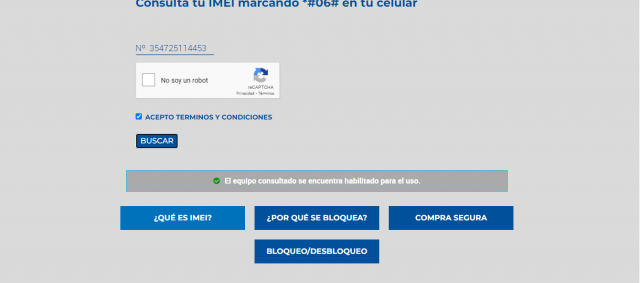 Consulta tu IMEI marcando *#06# en tu celular
Nº 354725114453
No soy un robot
reCAPTCHA
Privacidad - Términos
ACEPTO TERMINOS Y CONDICIONES
BUSCAR
El equipo consultado se encuentra habilitado para el uso.
¿QUÉ ES IMEI?
¿POR QUÉ SE BLOQUEA?
COMPRA SEGURA
BLOQUEO/DESBLOQUEO